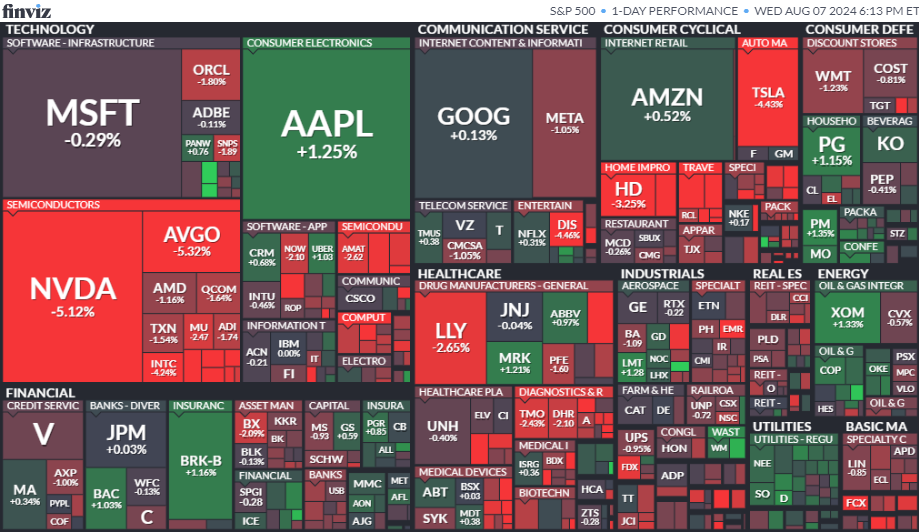 finviz
S&P 500 • 1-DAY PERFORMANCE • WED AUG 07 2024 6:13 PM ET
TECHNOLOGY
SOFTWARE - INFRASTRUCTURE
MSFT
-0.29%
ORCL
-1.80%
ADBE
-0.11%
PANW
+0.76
SNPS
-1.89
CONSUMER ELECTRONICS
AAPL
+1.25%
SEMICONDUCTORS
NVDA
-5.12%
AVGO
-5.32%
AMD
-1.16%
QCOM
-1.64%
TXN
-1.54%
MU
-2.47
ADI
-1.74
INTC
-4.24%
SOFTWARE - APP
CRM
+0.68%
NOW
-2.10
UBER
+1.03
INTU
-0.46%
ROP
INFORMATION T
ACN
-0.21
IBM
0.00%
IT
FI
SEMICONDU
AMAT
-2.62
COMMUNIC
CSCO
COMPUT
ELECTRO
COMMUNICATION SERVICE
INTERNET CONTENT & INFORMATI
GOOG
+0.13%
META
-1.05%
TELECOM SERVICE
TMUS
+0.38
VZ
T
CMCSA
-1.05%
ENTERTAIN
NFLX
+0.31%
DIS
-4.46%
CONSUMER CYCLICAL
INTERNET RETAIL
AMZN
+0.52%
AUTO MA
TSLA
-4.43%
F
GM
HOME IMPRO
HD
-3.25%
TRAVE
RCL
SPECI
NKE
+0.17
PACK
RESTAURANT
MCD
-0.26%
SBUX
CMG
APPAR
TJX
CONSUMER DEFE
DISCOUNT STORES
WMT
-1.23%
COST
-0.81%
TGT
HOUSEHO
PG
+1.15%
CL
EL
BEVERAG
KO
PEP
-0.41%
PM
+1.35%
MO
PACKA
STZ
CONFE
HEALTHCARE
DRUG MANUFACTURERS - GENERAL
LLY
-2.65%
JNJ
-0.04%
ABBV
+0.97%
MRK
+1.21%
PFE
-1.60
HEALTHCARE PLA
UNH
-0.40%
ELV
CI
DIAGNOSTICS & R
TMO
-2.43%
DHR
-2.10
A
MEDICAL I
ISRG
+0.36
BDX
MEDICAL DEVICES
ABT
BSX
+0.03
SYK
MDT
+0.38
BIOTECHN
HCA
ZTS
-0.28
INDUSTRIALS
AEROSPACE
GE
RTX
-0.22
BA
-1.09
GD
LMT
+1.28
NOC
LHX
SPECIALT
ETN
PH
EMR
IR
CMI
FARM & HE
CAT
DE
RAILROA
UNP
-0.72
CSX
NSC
UPS
-0.95%
FDX
CONGL
HON
WAST
WM
TT
ADP
JCI
REAL ES
REIT - SPEC
CCI
DLR
PLD
PSA
REIT -
O
REIT -
ENERGY
OIL & GAS INTEGR
XOM
+1.33%
CVX
-0.57%
OIL & G
COP
HES
OKE
PSX
MPC
VLO
OIL & G
UTILITIES
UTILITIES - REGU
NEE
SO
D
BASIC MA
SPECIALTY C
LIN
-0.85
APD
ECL
FCX
FINANCIAL
CREDIT SERVIC
V
MA
+0.34%
AXP
-1.00%
PYPL
COF
BANKS - DIVER
JPM
+0.03%
BAC
+1.03%
WFC
-0.13%
C
INSURANC
BRK-B
+1.16%
ASSET MAN
BX
-2.09%
KKR
BK
BLK
-0.13%
FINANCIAL
SPGI
-0.28
ICE
CAPITAL
MS
-0.93
GS
+0.59
SCHW
BANKS
USB
INSURA
PGR
+0.85
CB
ALL
MMC
MET
AON
AFL
AJG